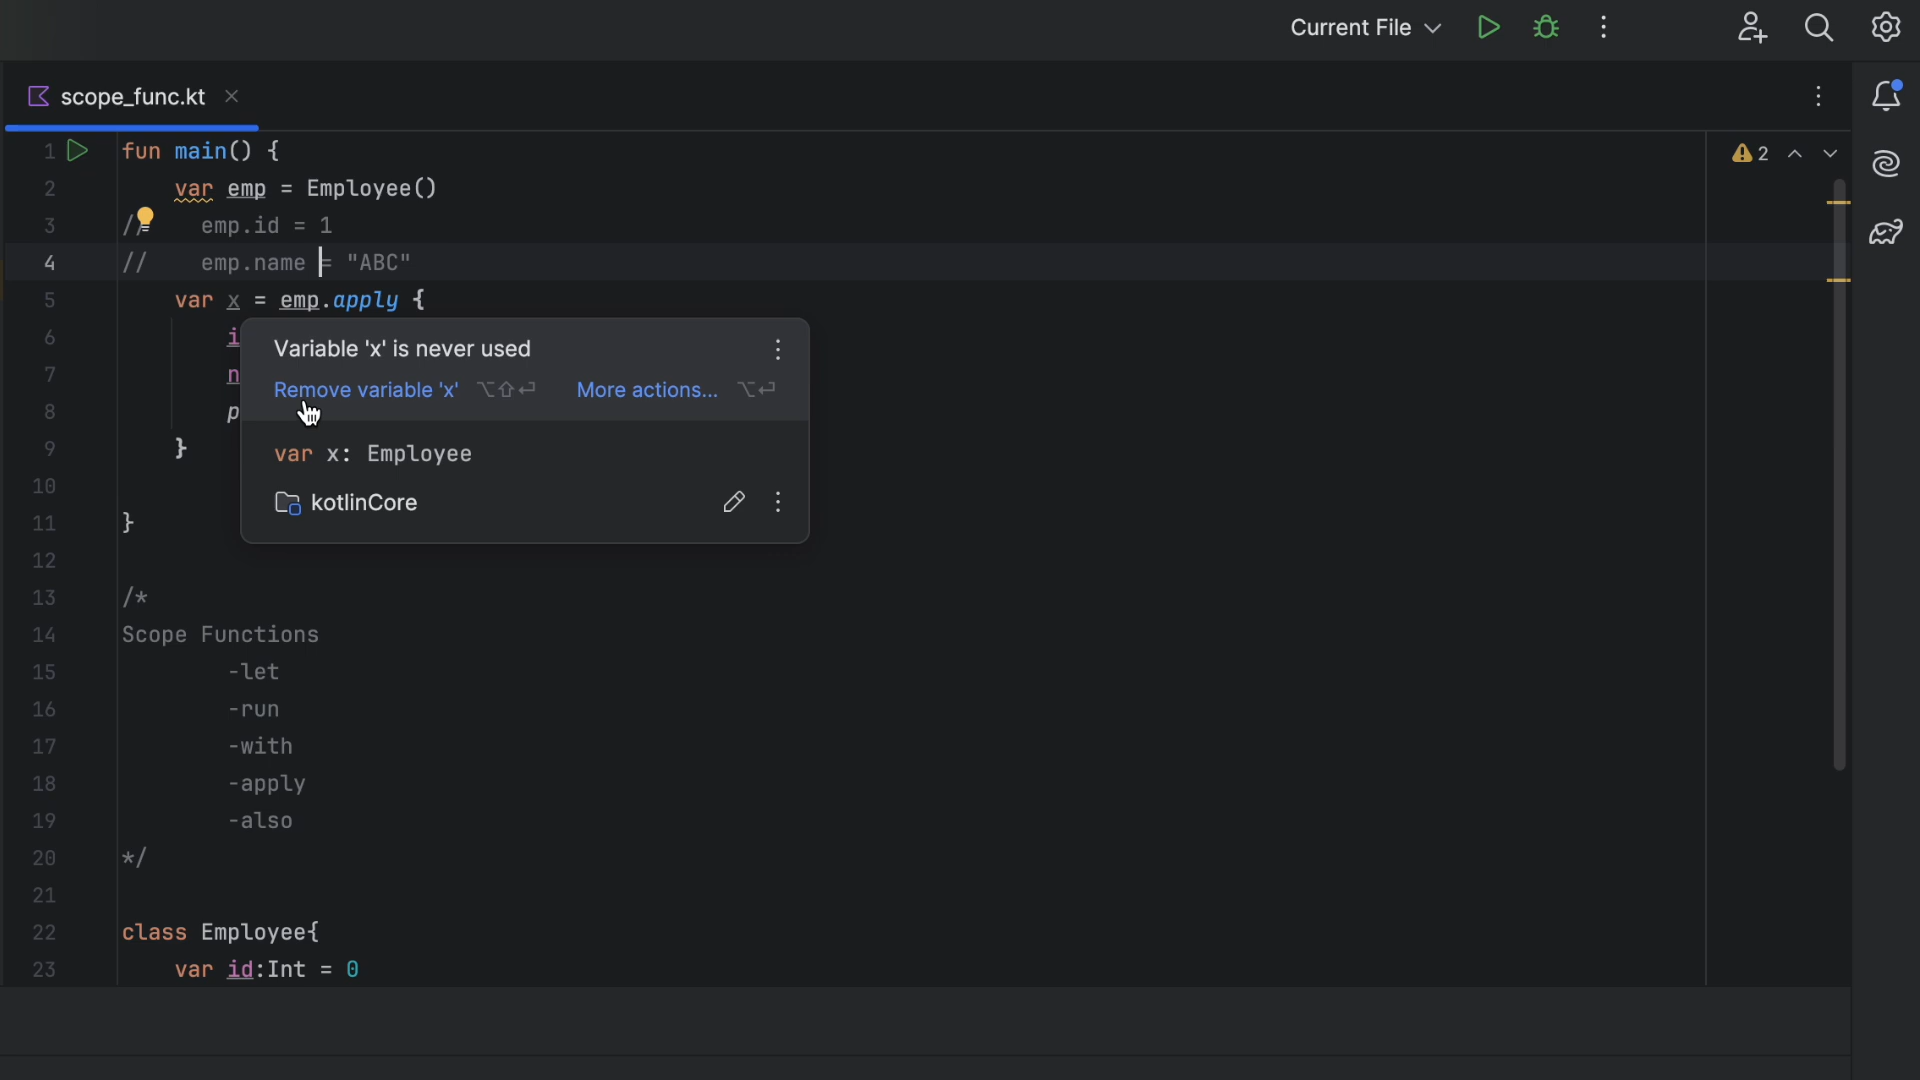 Current File
scope_func.kt
1 fun main() {
2 var emp = Employee()
3 // emp.id = 1
4 // emp.name = "ABC"
5 var x = emp.apply {
6 i
7 n
8 p
9 }
10
11 }
12
13 /*
14 Scope Functions
15 -let
16 -run
17 -with
18 -apply
19 -also
20 */
21
22 class Employee{
23 var id:Int = 0
2
Variable 'x' is never used
Remove variable 'x' ⌥⇧⏎ More actions... ⌥⏎
var x: Employee
kotlinCore